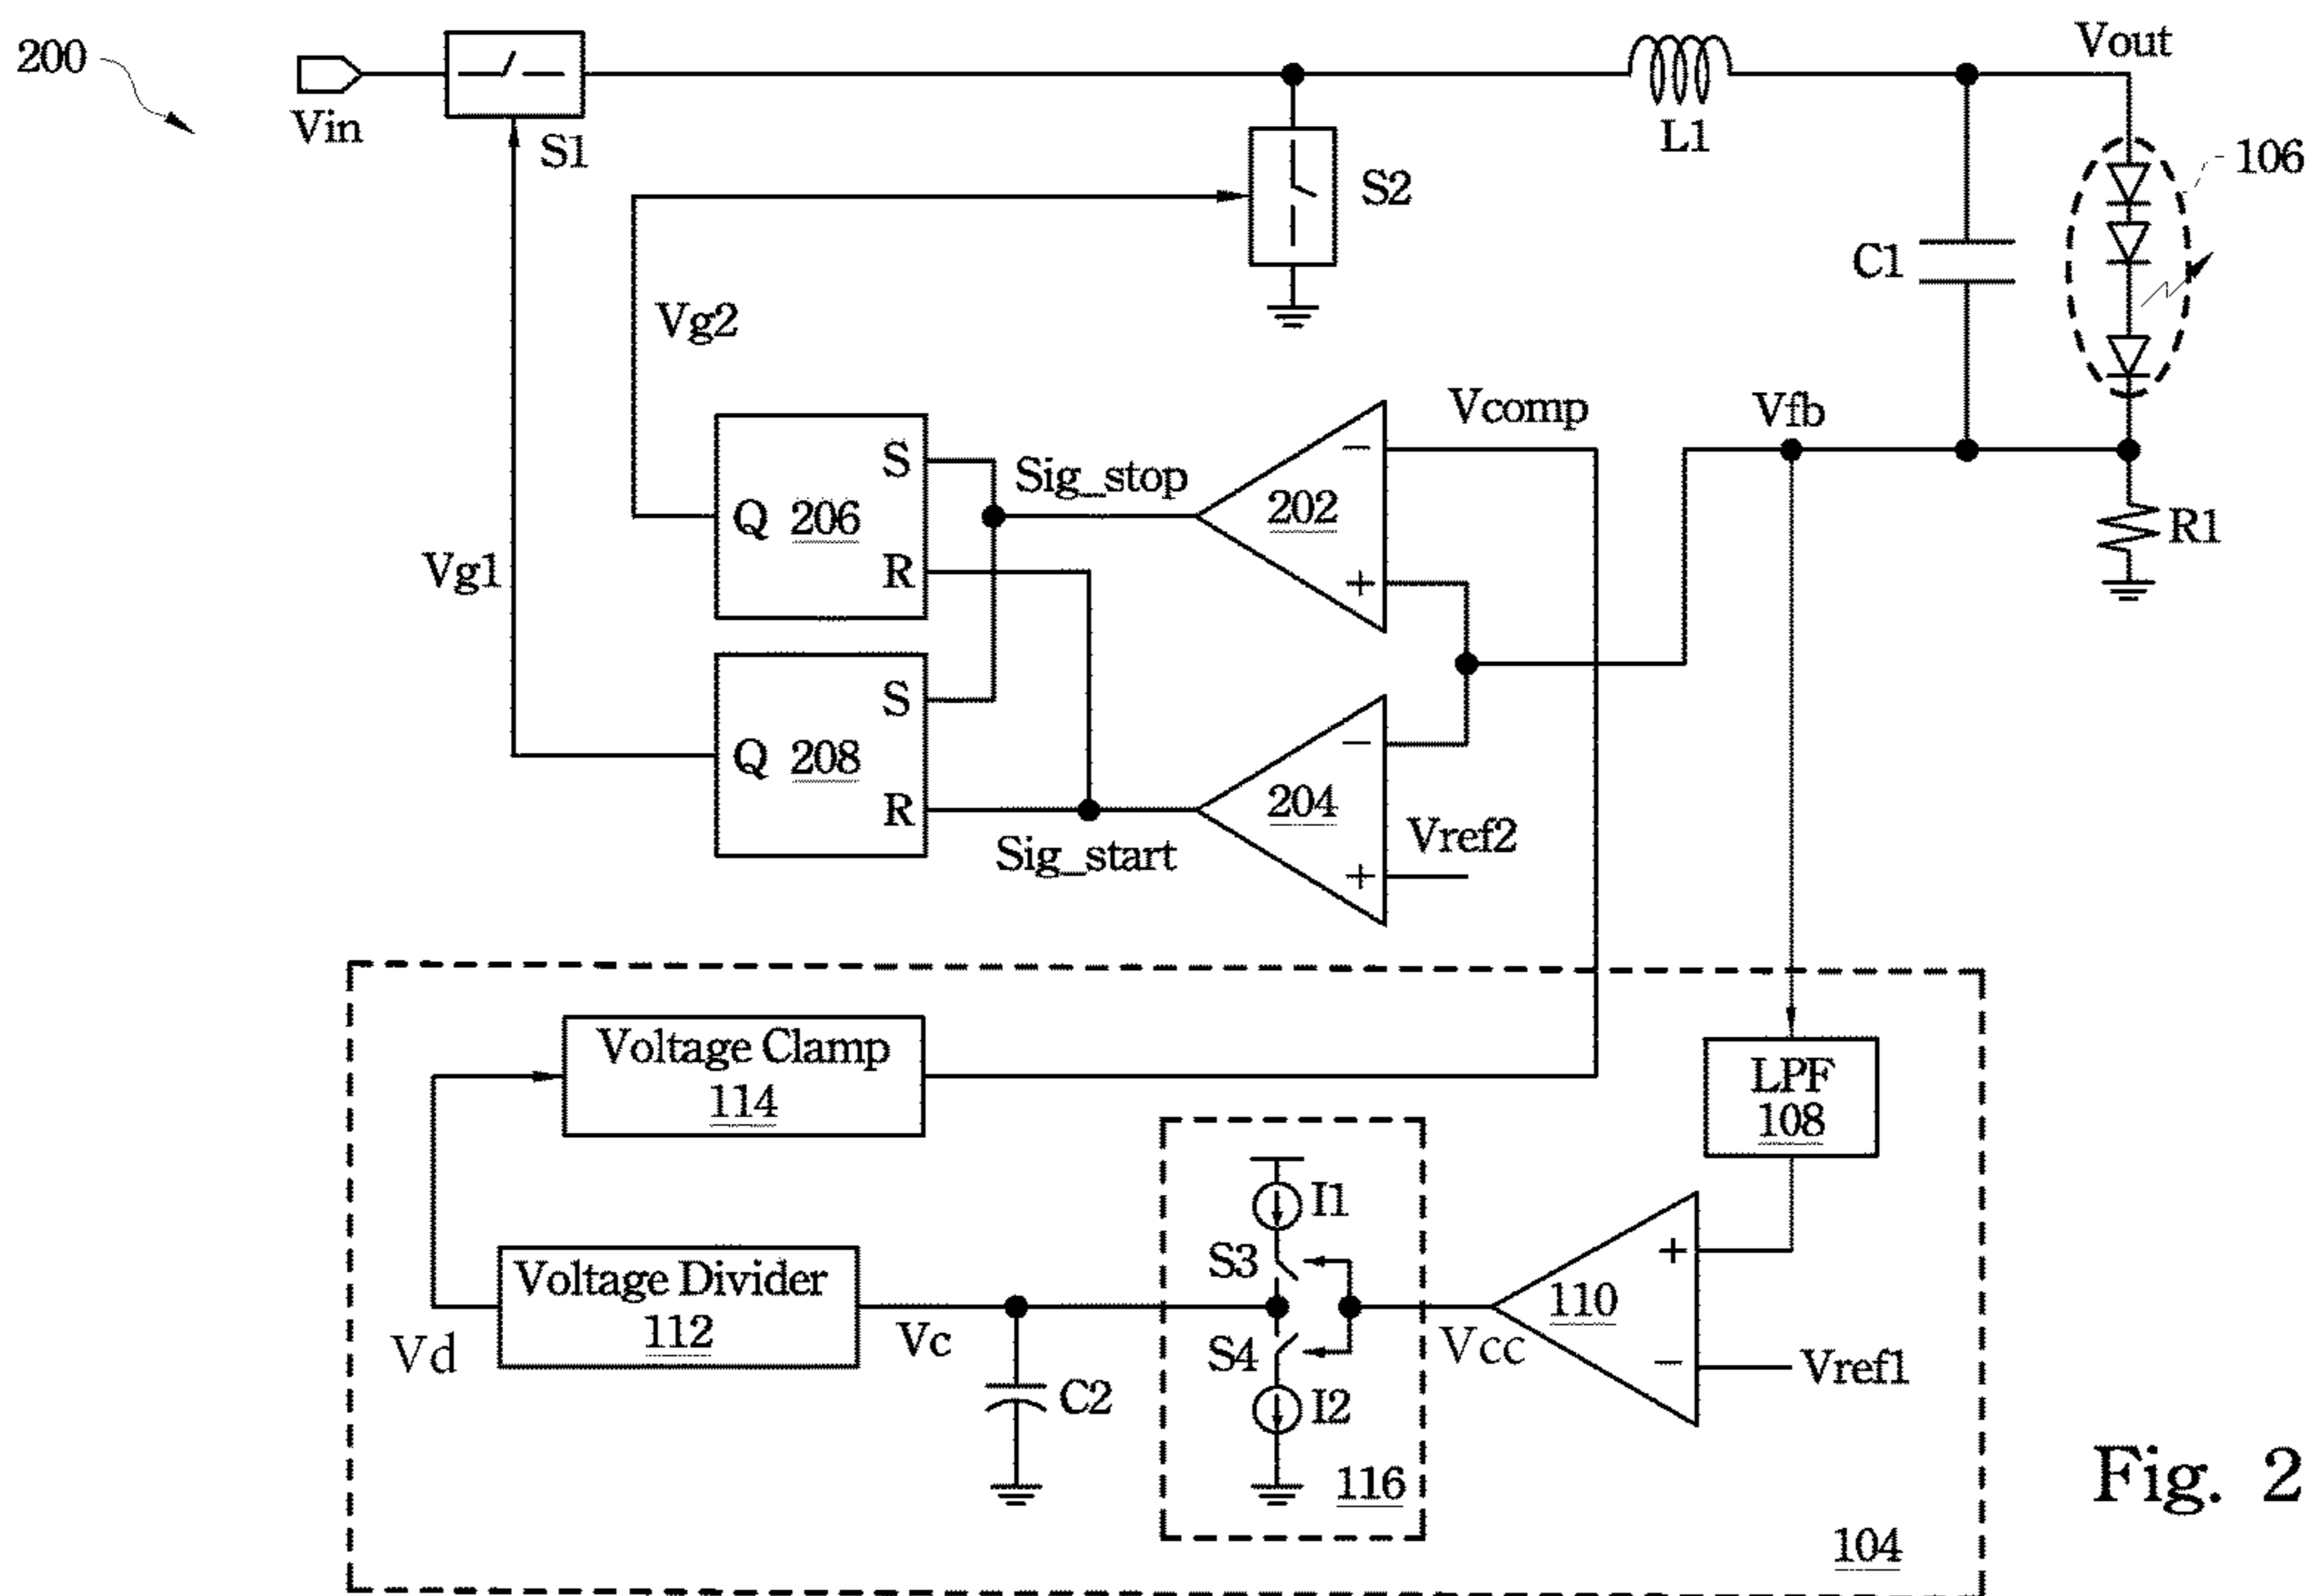 200
Vin
S1
L1
Vout
106
S2
C1
Vg2
Vcomp
Vfb
R1
S
Q 206
R
Sig_stop
202
−
+
Vg1
S
Q 208
R
Sig_start
204
−
+
Vref2
Voltage Clamp
114
LPF
108
Voltage Divider
112
Vd
Vc
C2
I1
S3
S4
I2
116
Vcc
110
+
−
Vref1
104
Fig. 2